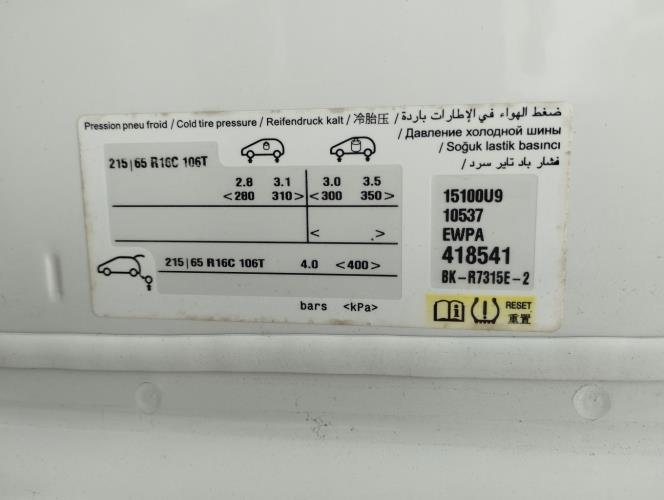 Pression pneu froid / Cold tire pressure / Reifendruck kalt / 冷胎压 / ضغط الهواء في الإطارات باردة
/ Давление холодной шины
/ Soğuk lastik basıncı
/ فشار باد تایر سرد
215 | 65 R16C 106T
2.8 3.1 3.0 3.5
<280 310> <300 350>
< .>
215 | 65 R16C 106T 4.0 <400>
bars <kPa>
15100U9
10537
EWPA
418541
BK-R7315E-2
i (!) RESET
重置